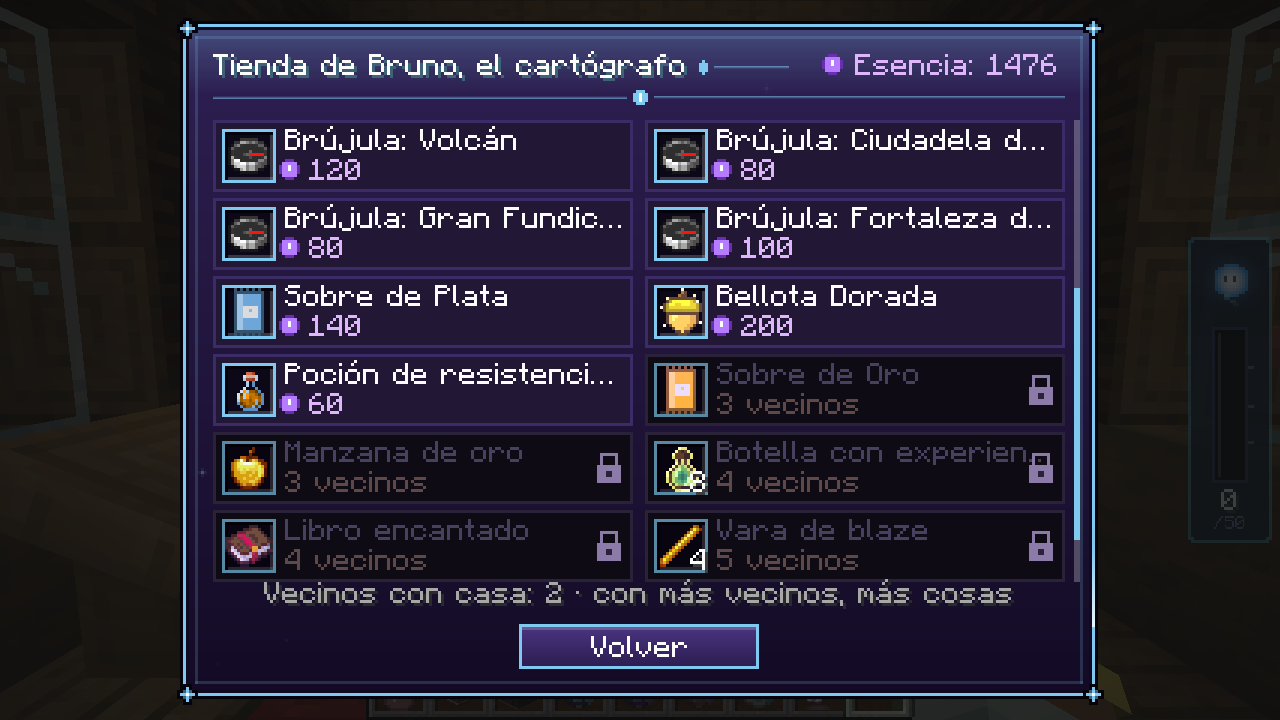 Tienda de Bruno, el cartógrafo
Esencia: 1476
Brújula: Volcán
120
Brújula: Ciudadela d...
80
Brújula: Gran Fundic...
80
Brújula: Fortaleza d...
100
Sobre de Plata
140
Bellota Dorada
200
Poción de resistenci...
60
Sobre de Oro
3 vecinos
Manzana de oro
3 vecinos
Botella con experien...
8
4 vecinos
Libro encantado
4 vecinos
Vara de blaze
4
5 vecinos
Vecinos con casa: 2 · con más vecinos, más cosas
Volver
0
/50